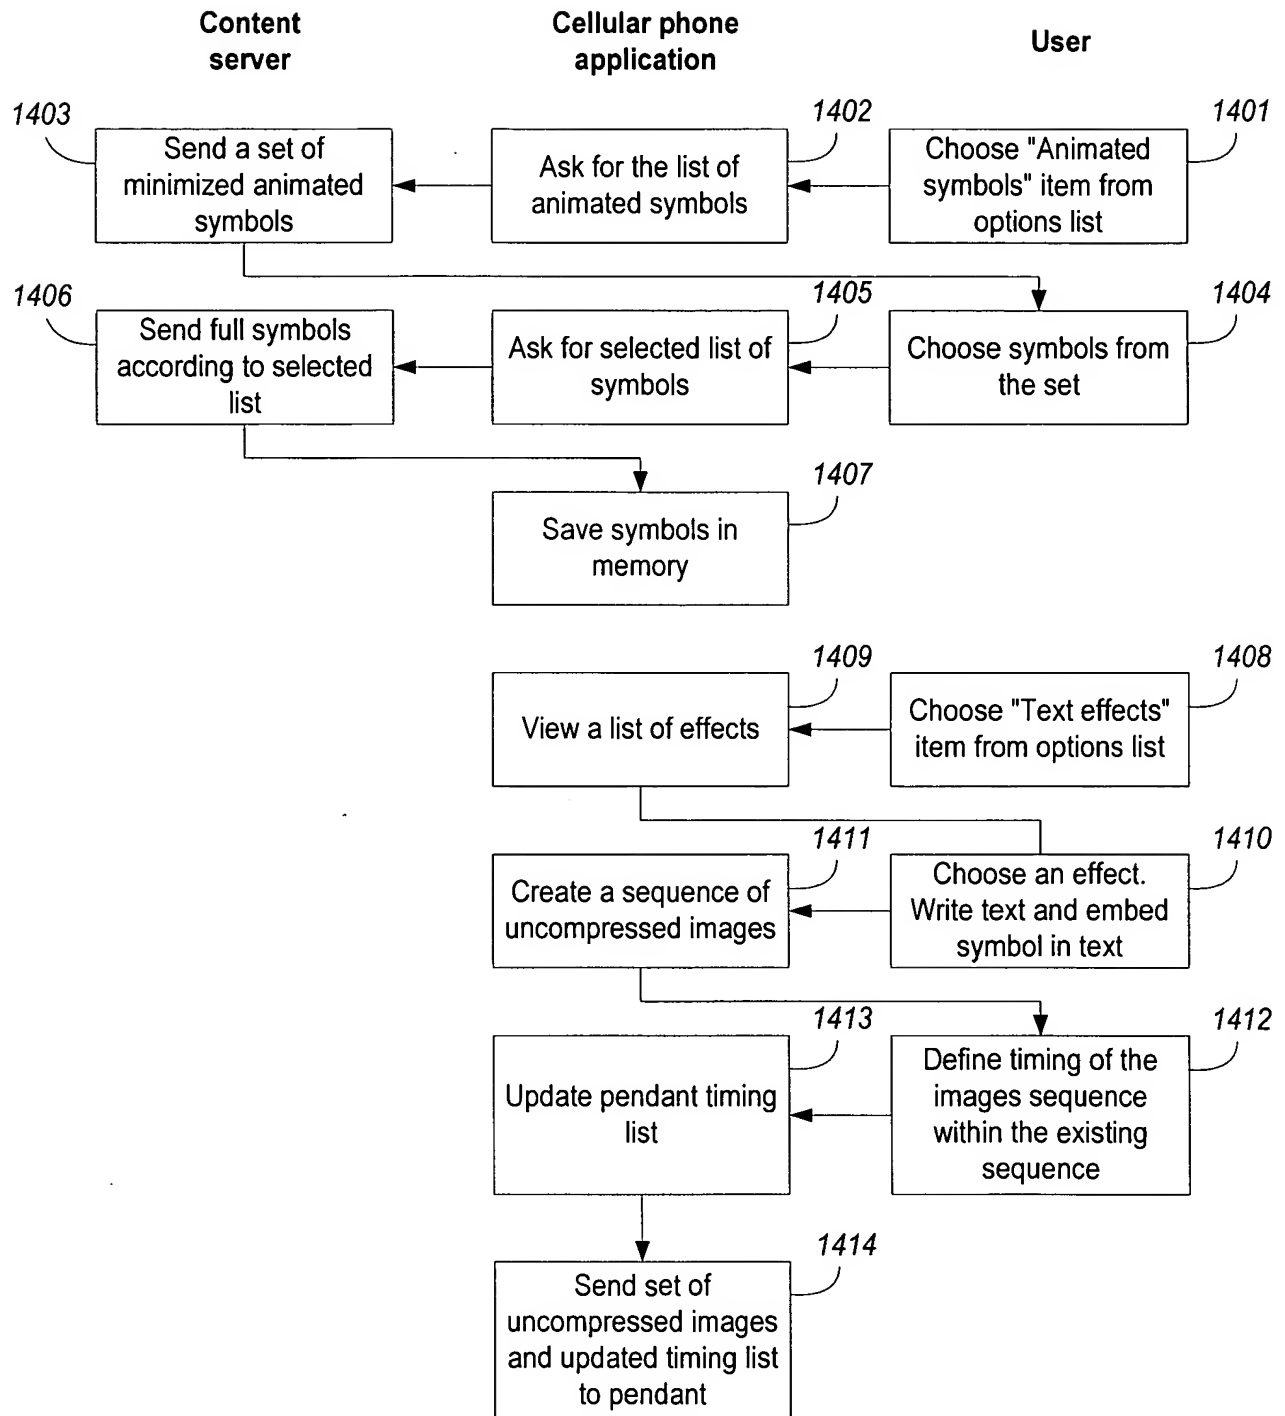 Content
server
Cellular phone
application
User
1403
1402
1401
Send a set of
minimized animated
symbols
Ask for the list of
animated symbols
Choose "Animated
symbols" item from
options list
1406
1405
1404
Send full symbols
according to selected
list
Ask for selected list of
symbols
Choose symbols from
the set
1407
Save symbols in
memory
1409
1408
View a list of effects
Choose "Text effects"
item from options list
1411
1410
Create a sequence of
uncompressed images
Choose an effect.
Write text and embed
symbol in text
1413
1412
Update pendant timing
list
Define timing of the
images sequence
within the existing
sequence
1414
Send set of
uncompressed images
and updated timing list
to pendant